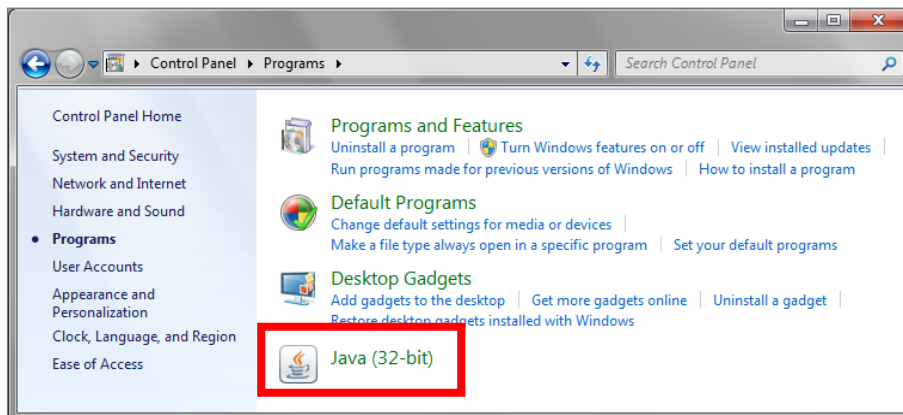 Control Panel Programs
Search Control Panel
Control Panel Home
System and Security
Network and Internet
Hardware and Sound
Programs
User Accounts
Appearance and
Personalization
Clock, Language, and Region
Ease of Access
Programs and Features
Uninstall a program Turn Windows features on or off View installed updates
Run programs made for previous versions of Windows How to install a program
Default Programs
Change default settings for media or devices
Make a file type always open in a specific program Set your default programs
Desktop Gadgets
Add gadgets to the desktop Get more gadgets online Uninstall a gadget
Restore desktop gadgets installed with Windows
Java (32-bit)